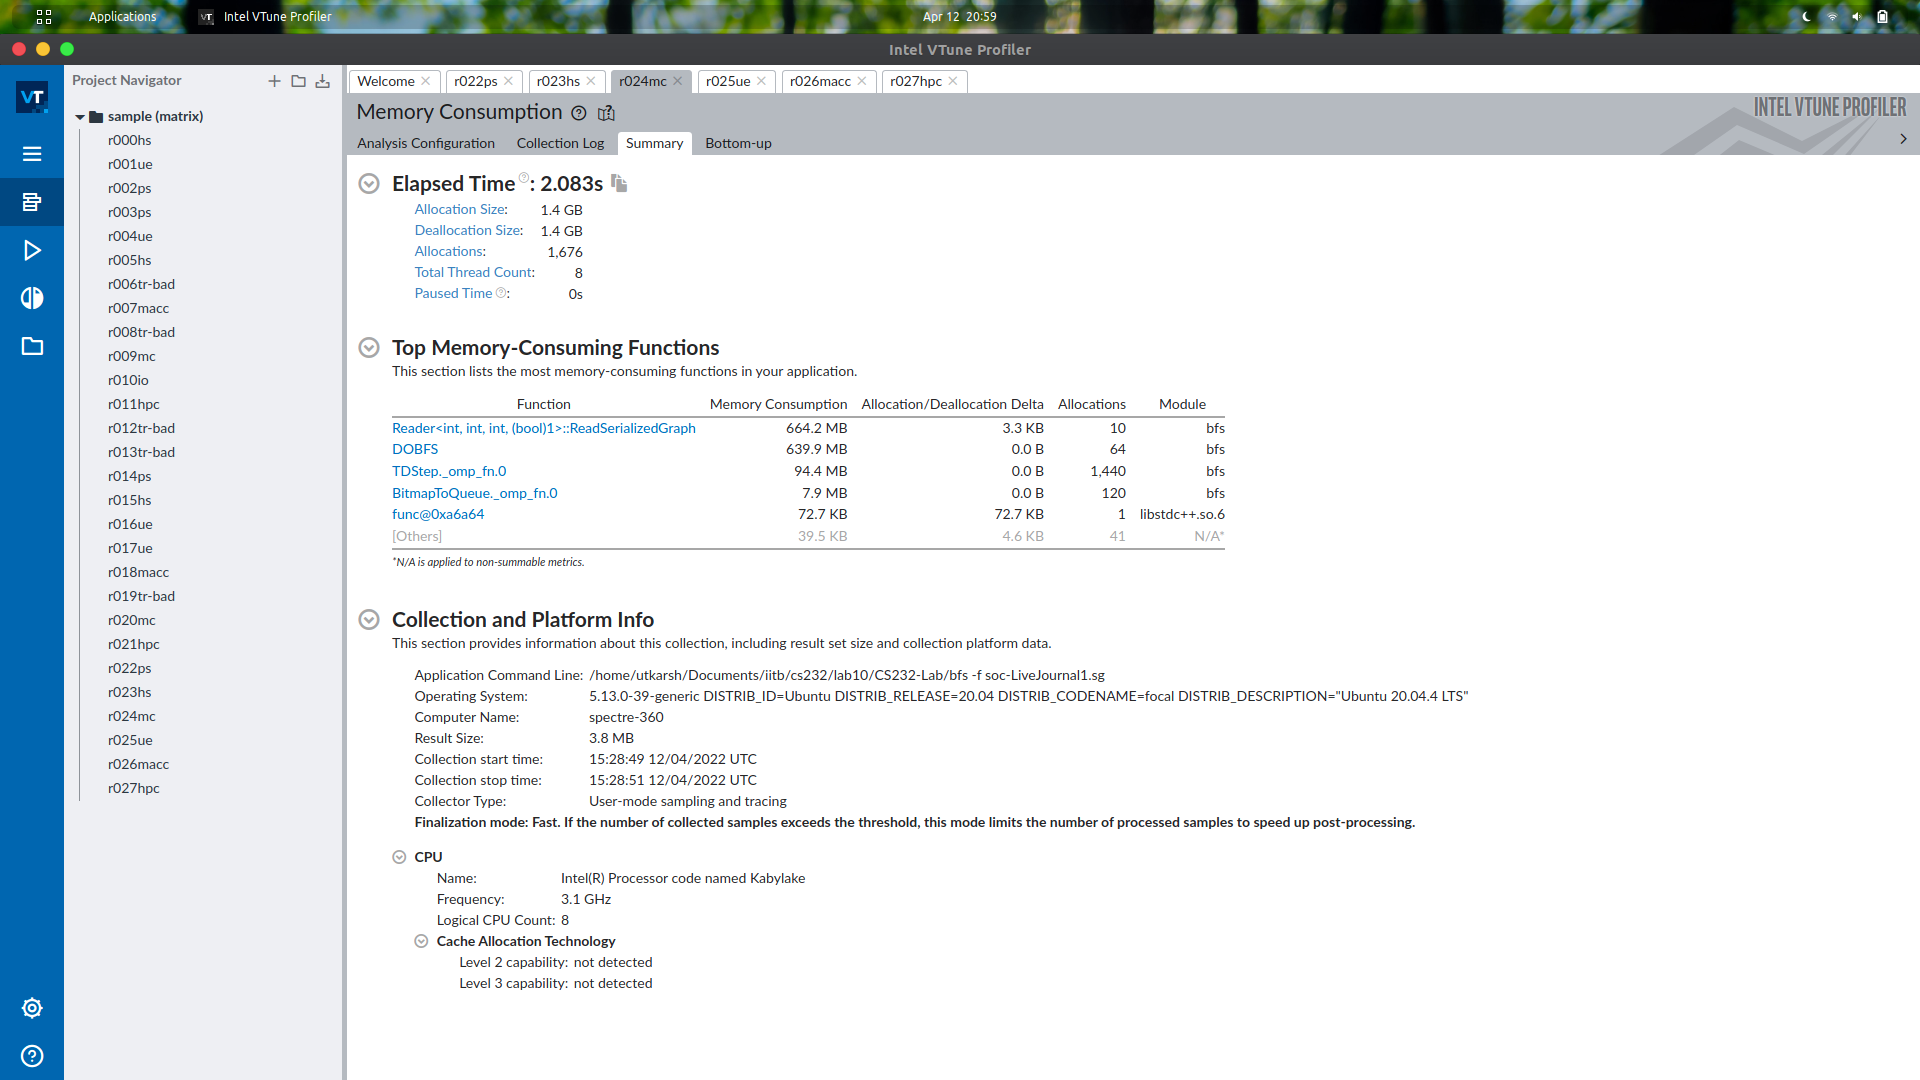 Applications
VT Intel VTune Profiler
Apr 12 20:59
Intel VTune Profiler
VT
Project Navigator
sample (matrix)
r000hs
r001ue
r002ps
r003ps
r004ue
r005hs
r006tr-bad
r007macc
r008tr-bad
r009mc
r010io
r011hpc
r012tr-bad
r013tr-bad
r014ps
r015hs
r016ue
r017ue
r018macc
r019tr-bad
r020mc
r021hpc
r022ps
r023hs
r024mc
r025ue
r026macc
r027hpc
Welcome r022ps r023hs r024mc r025ue r026macc r027hpc
Memory Consumption
INTEL VTUNE PROFILER
Analysis Configuration Collection Log Summary Bottom-up
Elapsed Time: 2.083s
Allocation Size: 1.4 GB
Deallocation Size: 1.4 GB
Allocations: 1,676
Total Thread Count: 8
Paused Time: 0s
Top Memory-Consuming Functions
This section lists the most memory-consuming functions in your application.
Function Memory Consumption Allocation/Deallocation Delta Allocations Module
Reader<int, int, int, (bool)1>::ReadSerializedGraph 664.2 MB 3.3 KB 10 bfs
DOBFS 639.9 MB 0.0 B 64 bfs
TDStep._omp_fn.0 94.4 MB 0.0 B 1,440 bfs
BitmapToQueue._omp_fn.0 7.9 MB 0.0 B 120 bfs
func@0xa6a64 72.7 KB 72.7 KB 1 libstdc++.so.6
[Others] 39.5 KB 4.6 KB 41 N/A*
*N/A is applied to non-summable metrics.
Collection and Platform Info
This section provides information about this collection, including result set size and collection platform data.
Application Command Line: /home/utkarsh/Documents/iitb/cs232/lab10/CS232-Lab/bfs -f soc-LiveJournal1.sg
Operating System: 5.13.0-39-generic DISTRIB_ID=Ubuntu DISTRIB_RELEASE=20.04 DISTRIB_CODENAME=focal DISTRIB_DESCRIPTION="Ubuntu 20.04.4 LTS"
Computer Name: spectre-360
Result Size: 3.8 MB
Collection start time: 15:28:49 12/04/2022 UTC
Collection stop time: 15:28:51 12/04/2022 UTC
Collector Type: User-mode sampling and tracing
Finalization mode: Fast. If the number of collected samples exceeds the threshold, this mode limits the number of processed samples to speed up post-processing.
CPU
Name: Intel(R) Processor code named Kabylake
Frequency: 3.1 GHz
Logical CPU Count: 8
Cache Allocation Technology
Level 2 capability: not detected
Level 3 capability: not detected